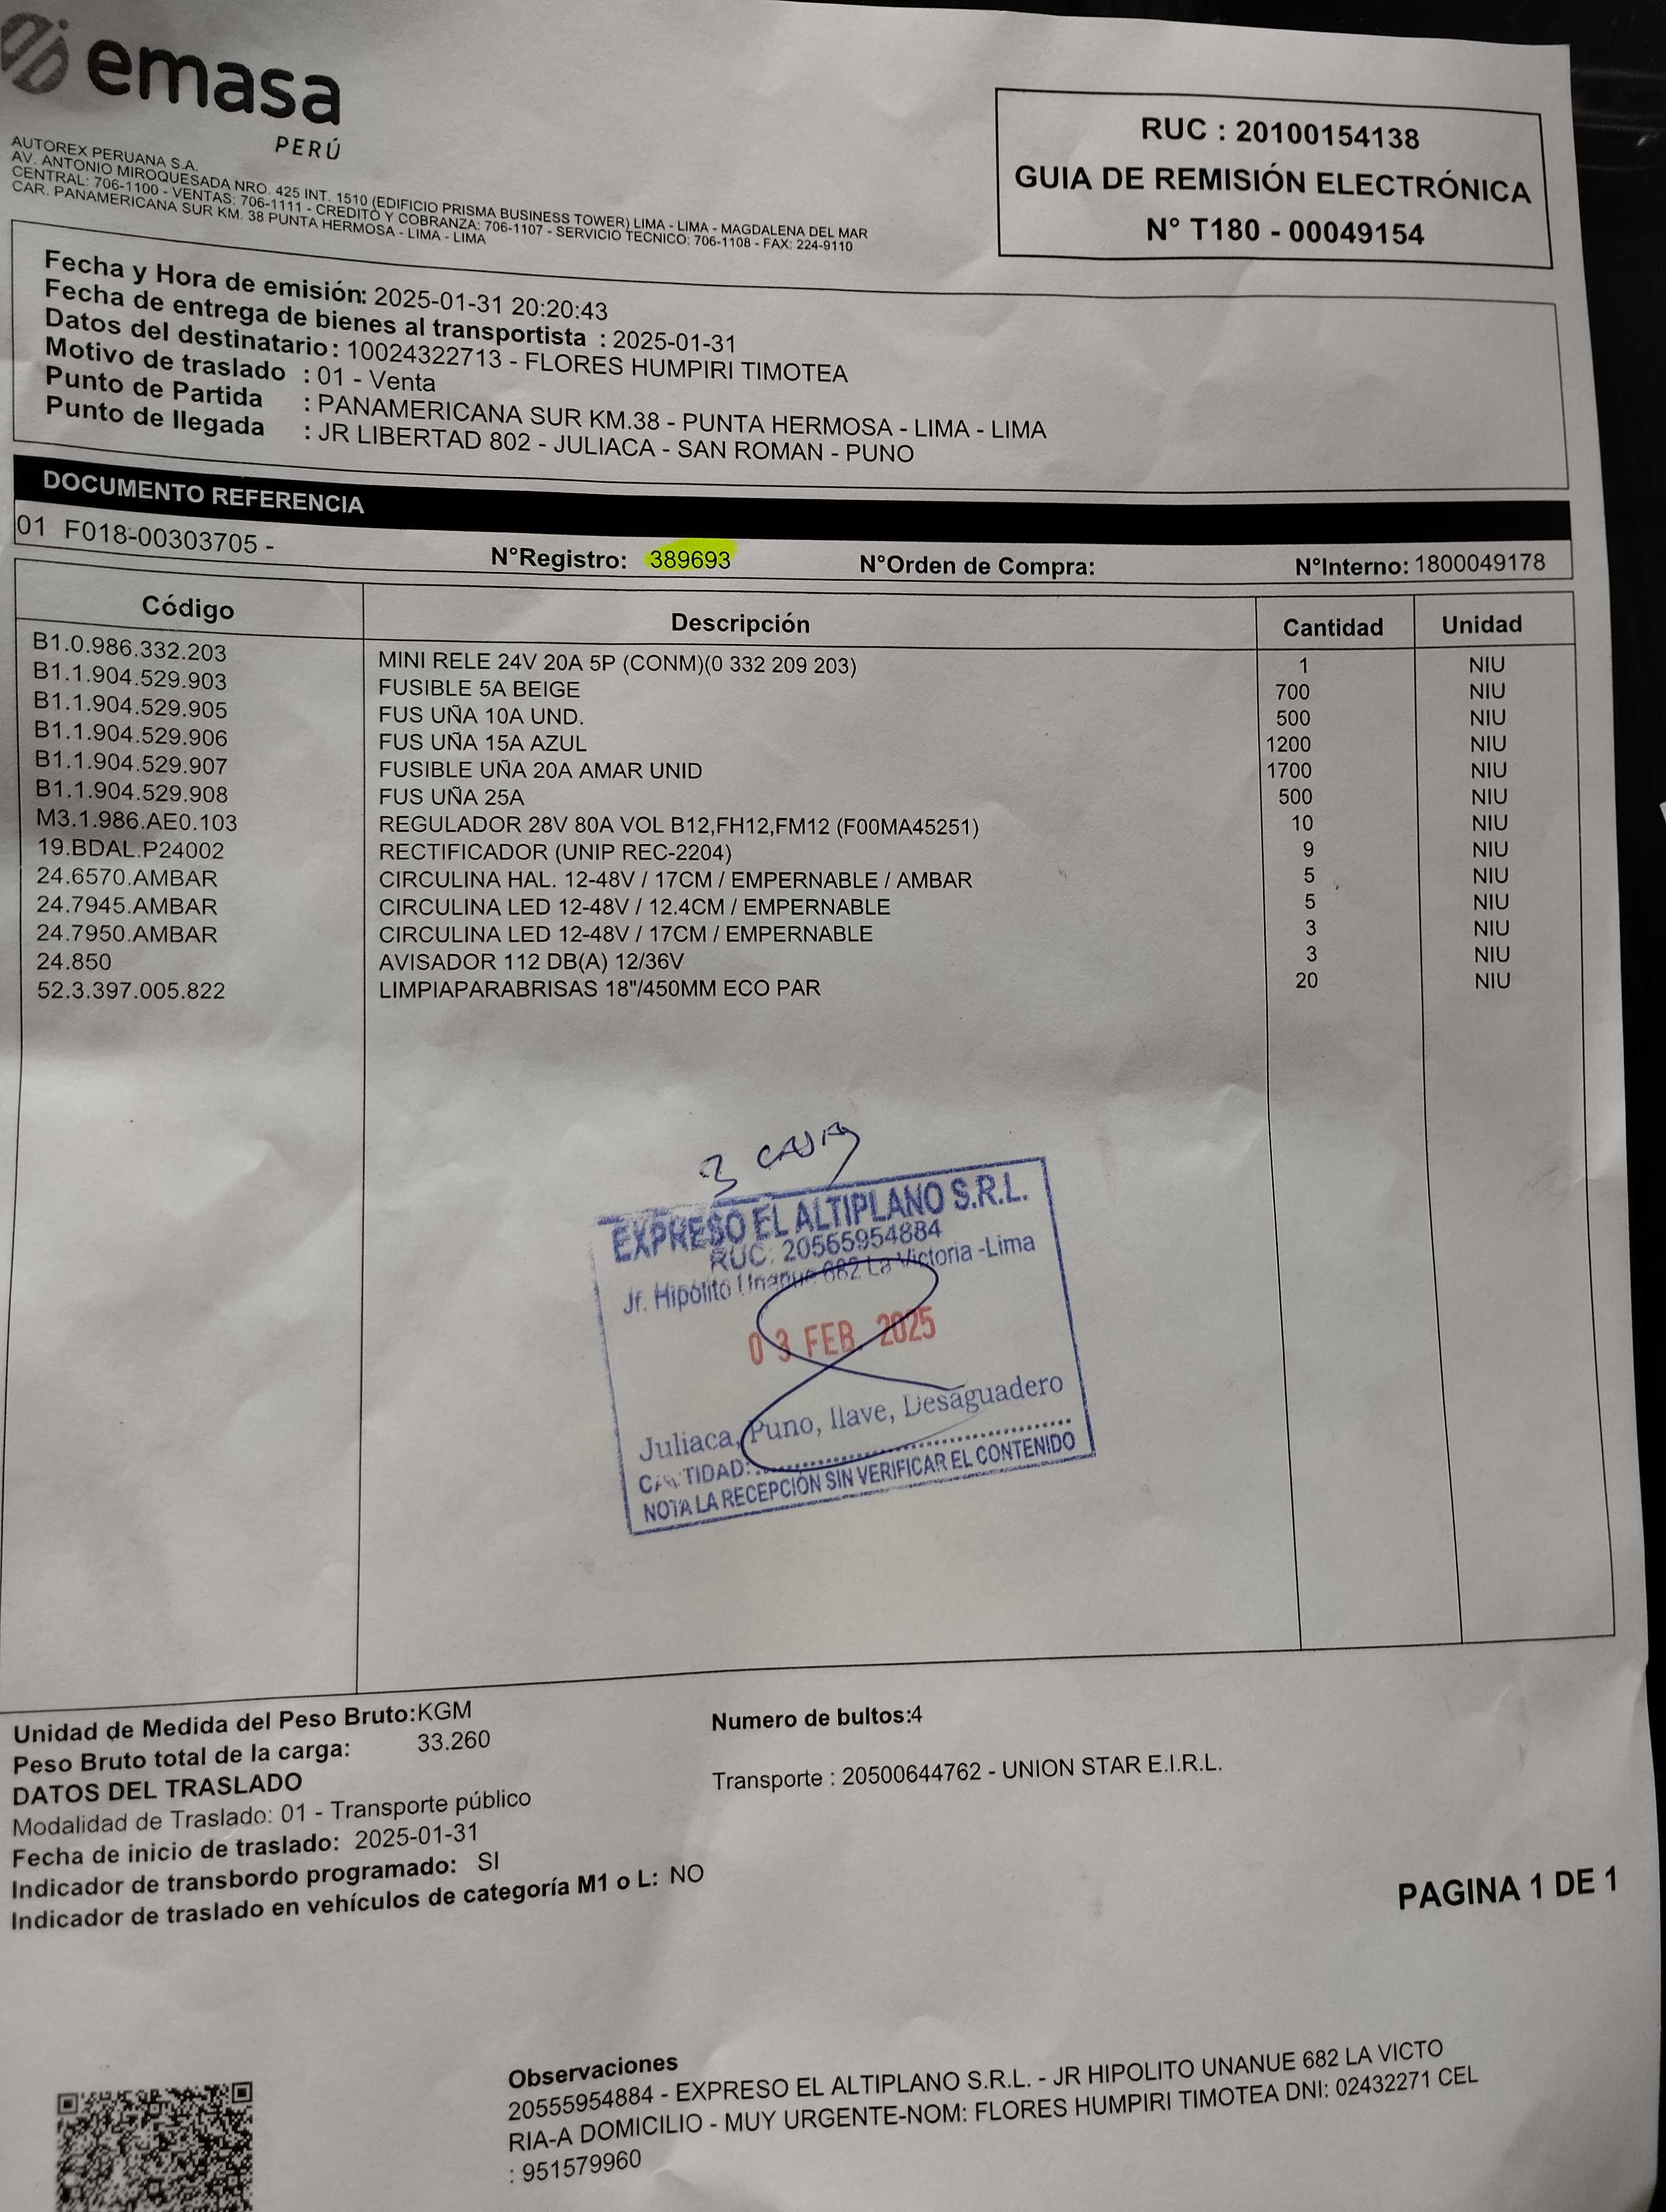 emasa
PERÚ
AUTOREX PERUANA S.A.
AV. ANTONIO MIROQUESADA NRO. 425 INT. 1510 (EDIFICIO PRISMA BUSINESS TOWER) LIMA - LIMA - MAGDALENA DEL MAR
CENTRAL: 706-1100 - VENTAS: 706-1111 - CREDITO Y COBRANZA: 706-1107 - SERVICIO TECNICO: 706-1108 - FAX: 224-9110
CAR. PANAMERICANA SUR KM. 38 PUNTA HERMOSA - LIMA - LIMA
RUC : 20100154138
GUIA DE REMISIÓN ELECTRÓNICA
N° T180 - 00049154
Fecha y Hora de emisión: 2025-01-31 20:20:43
Fecha de entrega de bienes al transportista : 2025-01-31
Datos del destinatario : 10024322713 - FLORES HUMPIRI TIMOTEA
Motivo de traslado : 01 - Venta
Punto de Partida : PANAMERICANA SUR KM.38 - PUNTA HERMOSA - LIMA - LIMA
Punto de llegada : JR LIBERTAD 802 - JULIACA - SAN ROMAN - PUNO
DOCUMENTO REFERENCIA
01 F018-00303705 - N°Registro: 389693 N°Orden de Compra: N°Interno: 1800049178
Código Descripción Cantidad Unidad
B1.0.986.332.203 MINI RELE 24V 20A 5P (CONM)(0 332 209 203) 1 NIU
B1.1.904.529.903 FUSIBLE 5A BEIGE 700 NIU
B1.1.904.529.905 FUS UÑA 10A UND. 500 NIU
B1.1.904.529.906 FUS UÑA 15A AZUL 1200 NIU
B1.1.904.529.907 FUSIBLE UÑA 20A AMAR UNID 1700 NIU
B1.1.904.529.908 FUS UÑA 25A 500 NIU
M3.1.986.AE0.103 REGULADOR 28V 80A VOL B12,FH12,FM12 (F00MA45251) 10 NIU
19.BDAL.P24002 RECTIFICADOR (UNIP REC-2204) 9 NIU
24.6570.AMBAR CIRCULINA HAL. 12-48V / 17CM / EMPERNABLE / AMBAR 5 NIU
24.7945.AMBAR CIRCULINA LED 12-48V / 12.4CM / EMPERNABLE 5 NIU
24.7950.AMBAR CIRCULINA LED 12-48V / 17CM / EMPERNABLE 3 NIU
24.850 AVISADOR 112 DB(A) 12/36V 3 NIU
52.3.397.005.822 LIMPIAPARABRISAS 18"/450MM ECO PAR 20 NIU
3 CAJAS
EXPRESO EL ALTIPLANO S.R.L.
RUC: 20565954884
Jr. Hipólito Unanue 682 La Victoria -Lima
03 FEB. 2025
Juliaca, Puno, Ilave, Desaguadero
CANTIDAD:
NOTA LA RECEPCIÓN SIN VERIFICAR EL CONTENIDO
Unidad de Medida del Peso Bruto:KGM Numero de bultos:4
Peso Bruto total de la carga: 33.260
DATOS DEL TRASLADO Transporte : 20500644762 - UNION STAR E.I.R.L.
Modalidad de Traslado: 01 - Transporte público
Fecha de inicio de traslado: 2025-01-31
Indicador de transbordo programado: SI
Indicador de traslado en vehículos de categoría M1 o L: NO
PAGINA 1 DE 1
Observaciones
20555954884 - EXPRESO EL ALTIPLANO S.R.L. - JR HIPOLITO UNANUE 682 LA VICTO
RIA-A DOMICILIO - MUY URGENTE-NOM: FLORES HUMPIRI TIMOTEA DNI: 02432271 CEL
: 951579960